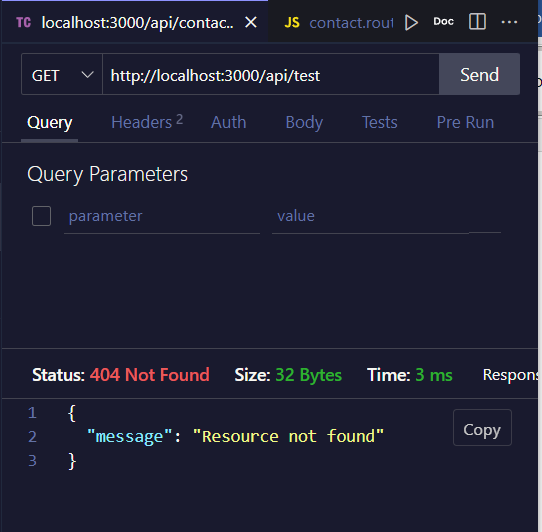 TC localhost:3000/api/contac.. × JS contact.rout Doc ...
GET http://localhost:3000/api/test Send
Query Headers 2 Auth Body Tests Pre Run
Query Parameters
parameter value
Status: 404 Not Found Size: 32 Bytes Time: 3 ms Respons
1 {
Copy
2 "message": "Resource not found"
3 }